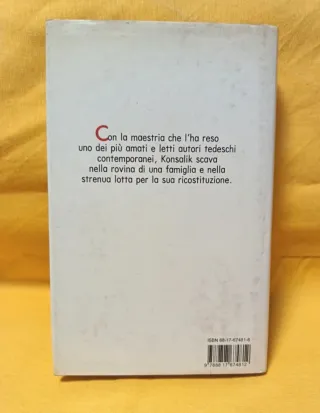 Con la maestria che l'ha reso
uno dei più amati e letti autori tedeschi
contemporanei, Konsalik scava
nella rovina di una famiglia e nella
strenua lotta per la sua ricostituzione.